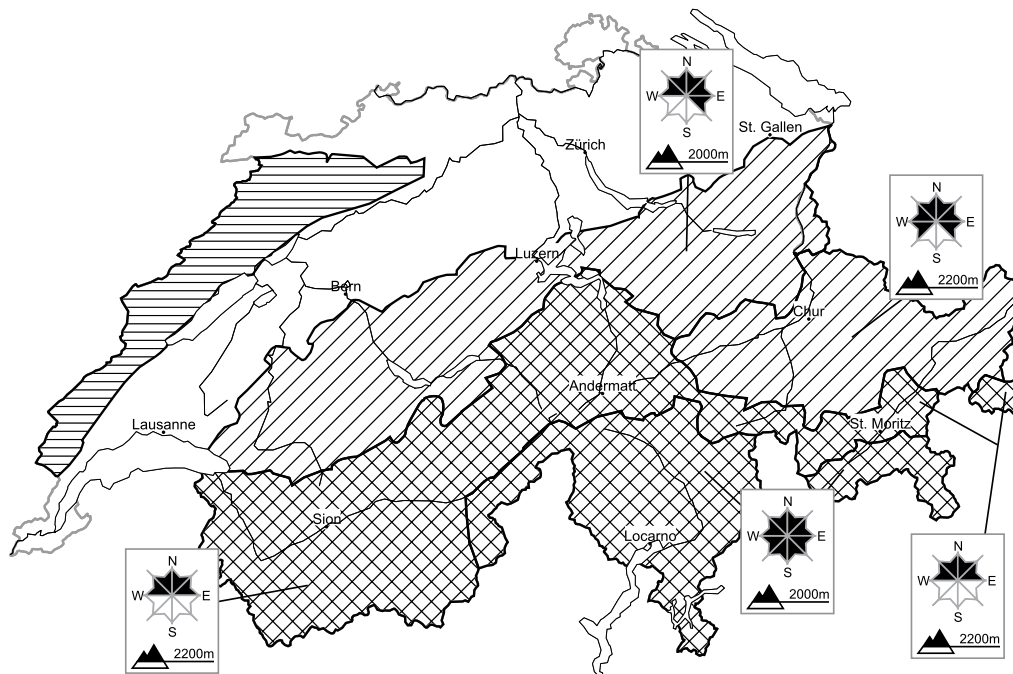 N
W E
S
2000m
St. Gallen
Zürich
N
W E
S
2200m
Luzern
Bern
Chur
Andermatt
Lausanne
St. Moritz
Sion
Locarno
N
W E
S
2000m
N
W E
S
2200m
N
W E
S
2200m